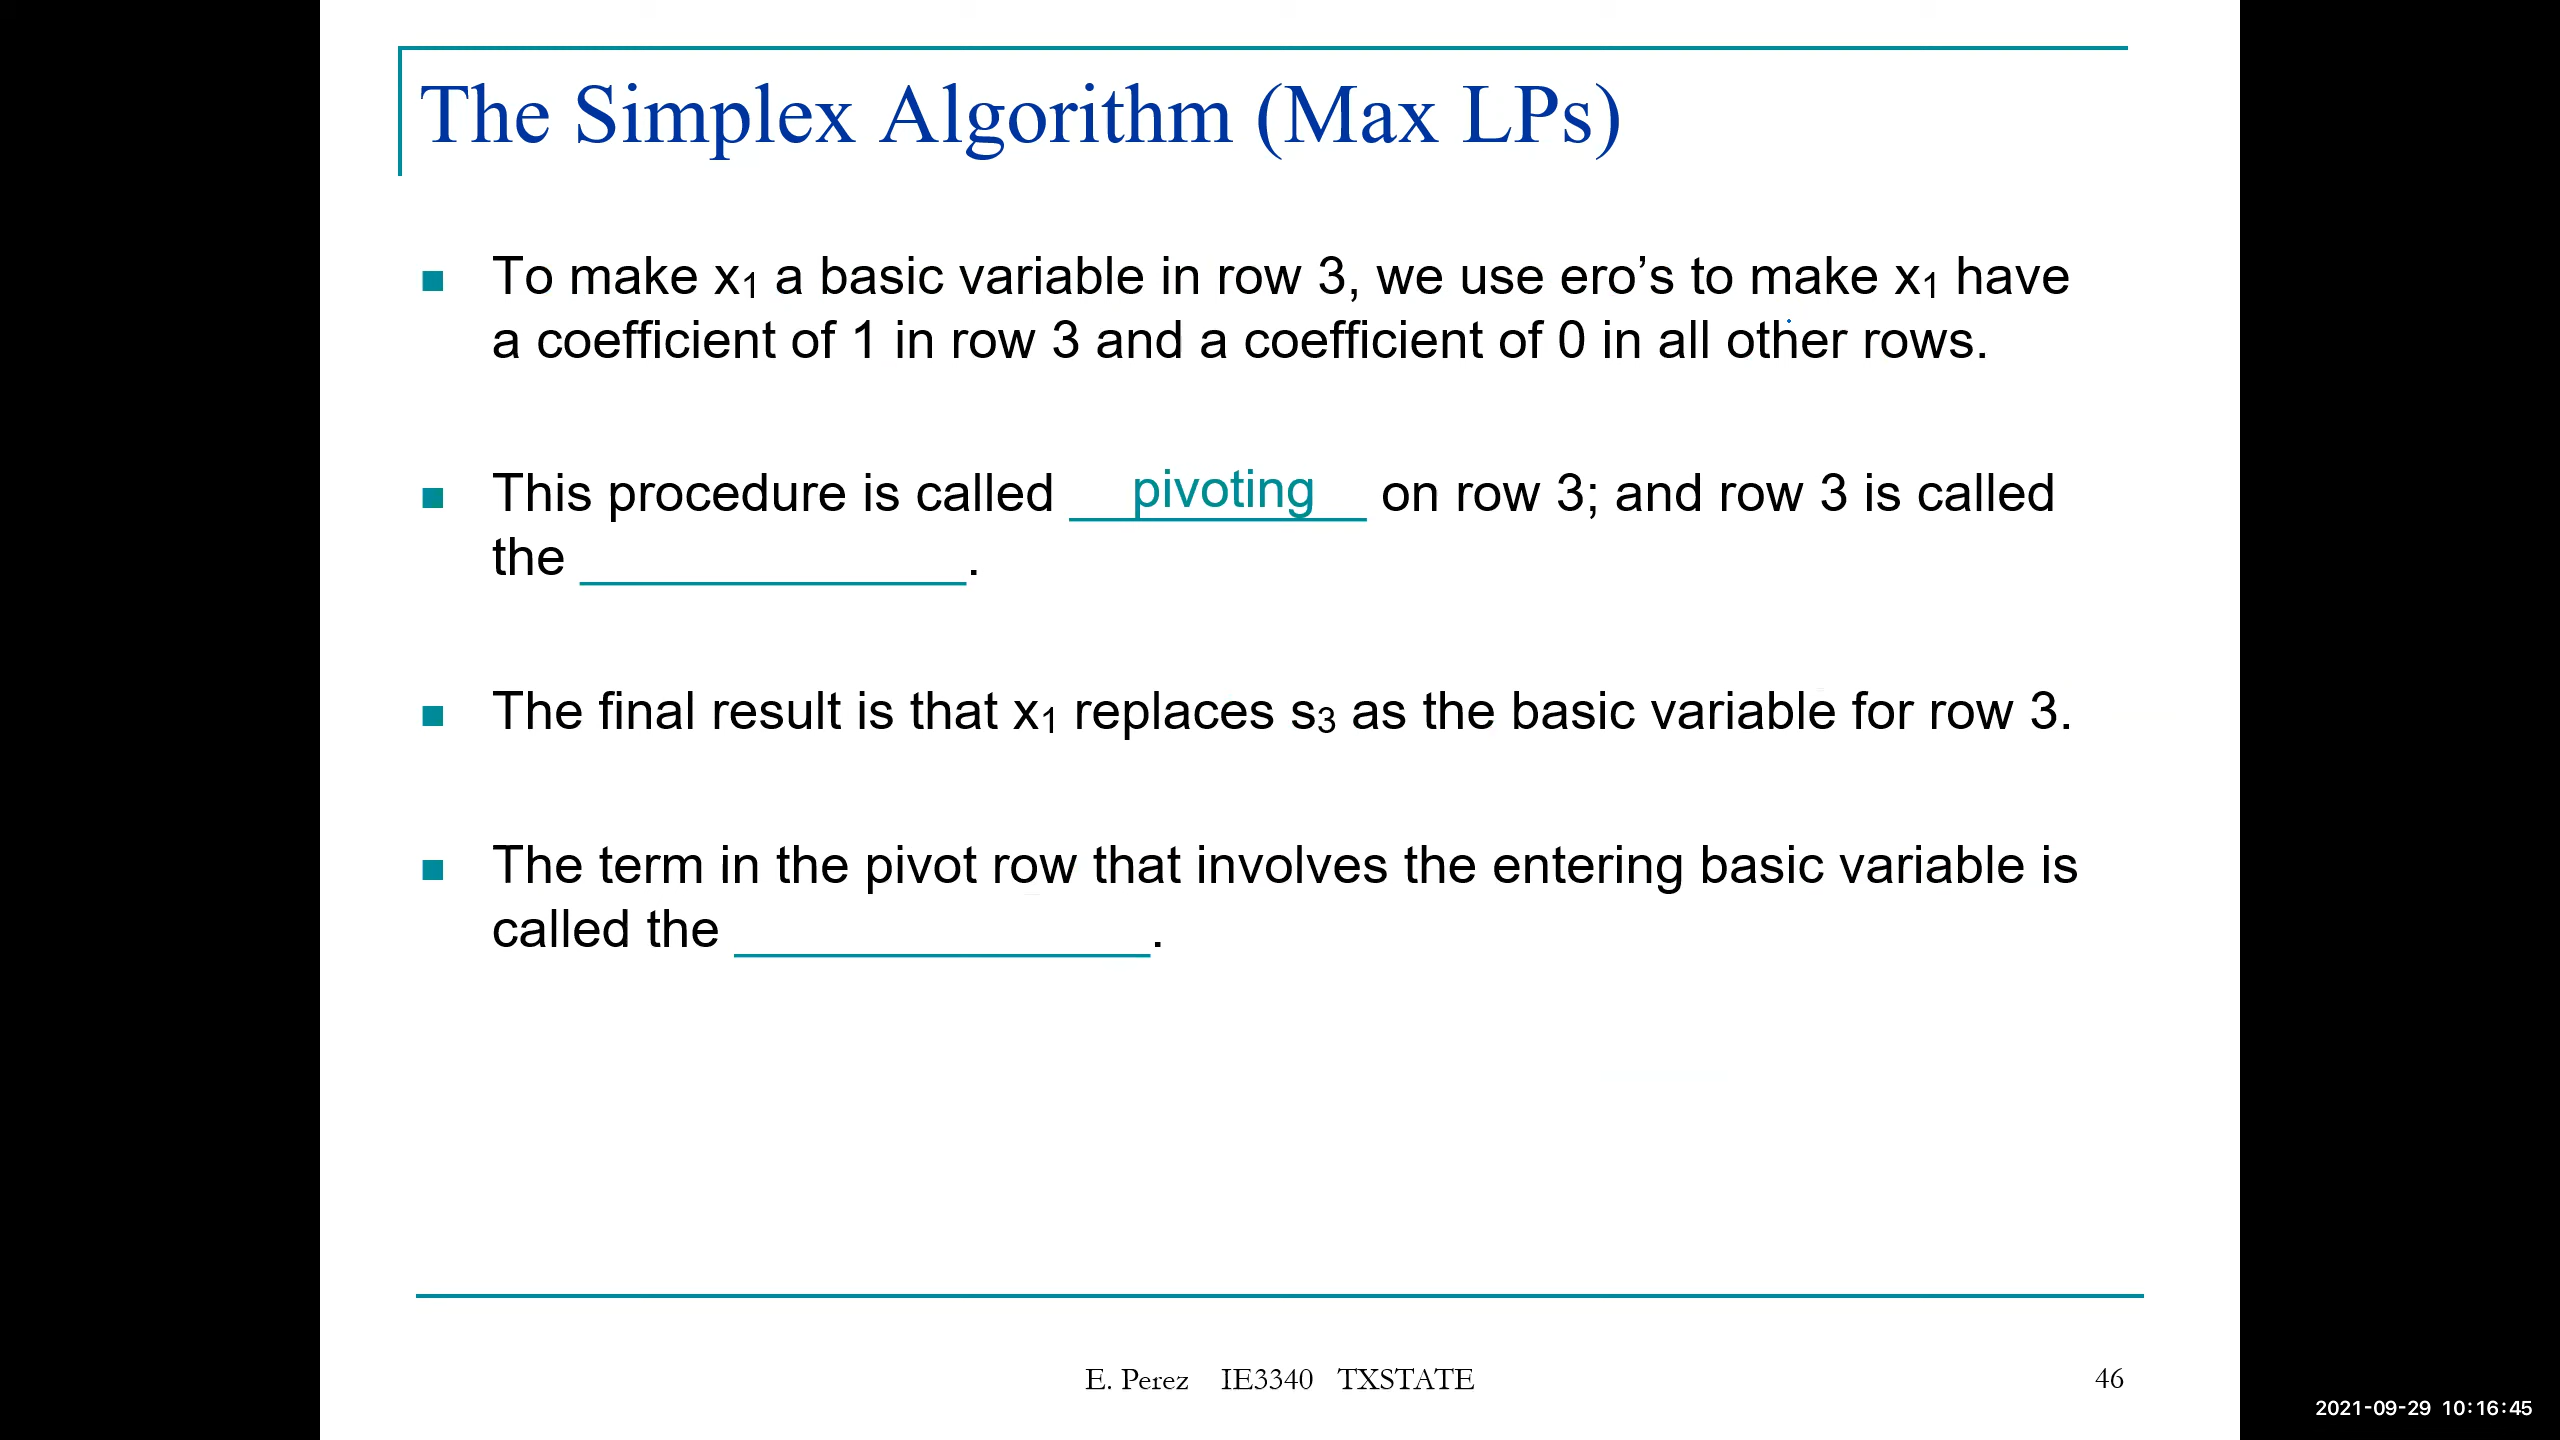 The Simplex Algorithm (Max LPs)
To make x1 a basic variable in row 3, we use ero’s to make x1 have
a coefficient of 1 in row 3 and a coefficient of 0 in all other rows.
This procedure is called pivoting on row 3; and row 3 is called
the ______________.
The final result is that x1 replaces s3 as the basic variable for row 3.
The term in the pivot row that involves the entering basic variable is
called the _______________.
E. Perez IE3340 TXSTATE
46
2021-09-29 10:16:45